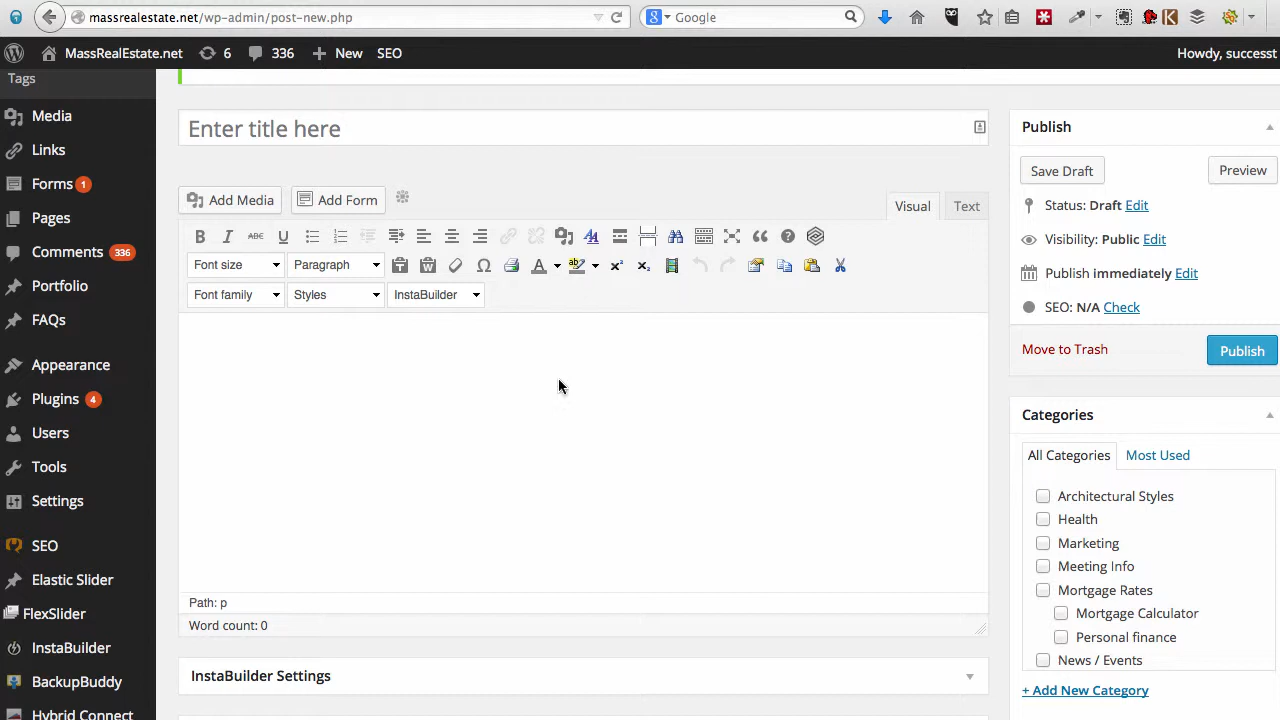 massrealestate.net/wp-admin/post-new.php
Google
MassRealEstate.net 6 336 New SEO
Howdy, successt
Tags
Media
Links
Forms 1
Pages
Comments 336
Portfolio
FAQs
Appearance
Plugins 4
Users
Tools
Settings
SEO
Elastic Slider
FlexSlider
InstaBuilder
BackupBuddy
Hybrid Connect
Enter title here
Add Media Add Form
Visual Text
B I ABC U
Font size Paragraph
Font family Styles InstaBuilder
Path: p
Word count: 0
InstaBuilder Settings
Publish
Save Draft Preview
Status: Draft Edit
Visibility: Public Edit
Publish immediately Edit
SEO: N/A Check
Move to Trash Publish
Categories
All Categories Most Used
Architectural Styles
Health
Marketing
Meeting Info
Mortgage Rates
Mortgage Calculator
Personal finance
News / Events
+ Add New Category